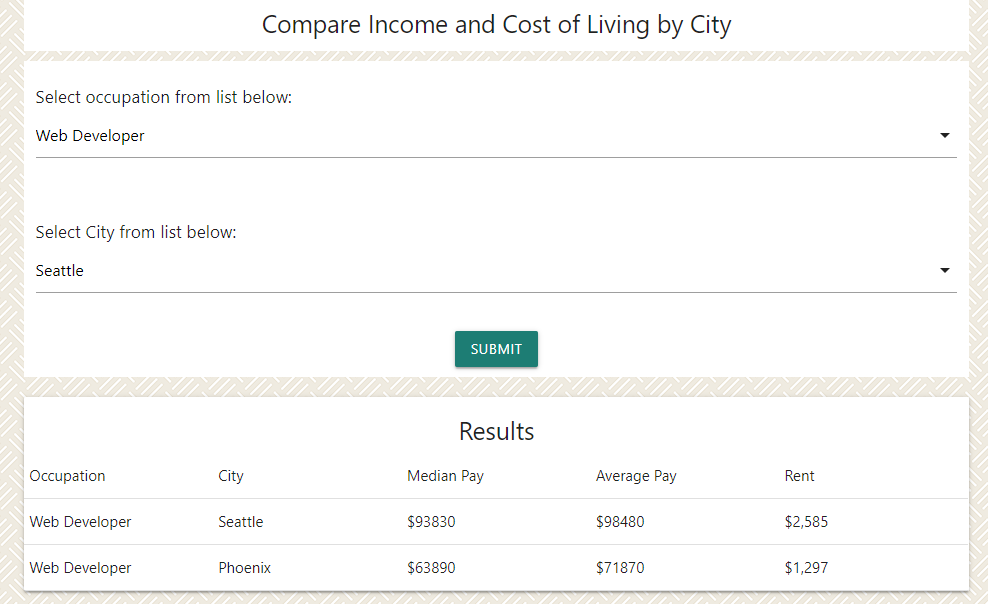 Compare Income and Cost of Living by City
Select occupation from list below:
Web Developer
Select City from list below:
Seattle
SUBMIT
Results
Occupation City Median Pay Average Pay Rent
Web Developer Seattle $93830 $98480 $2,585
Web Developer Phoenix $63890 $71870 $1,297